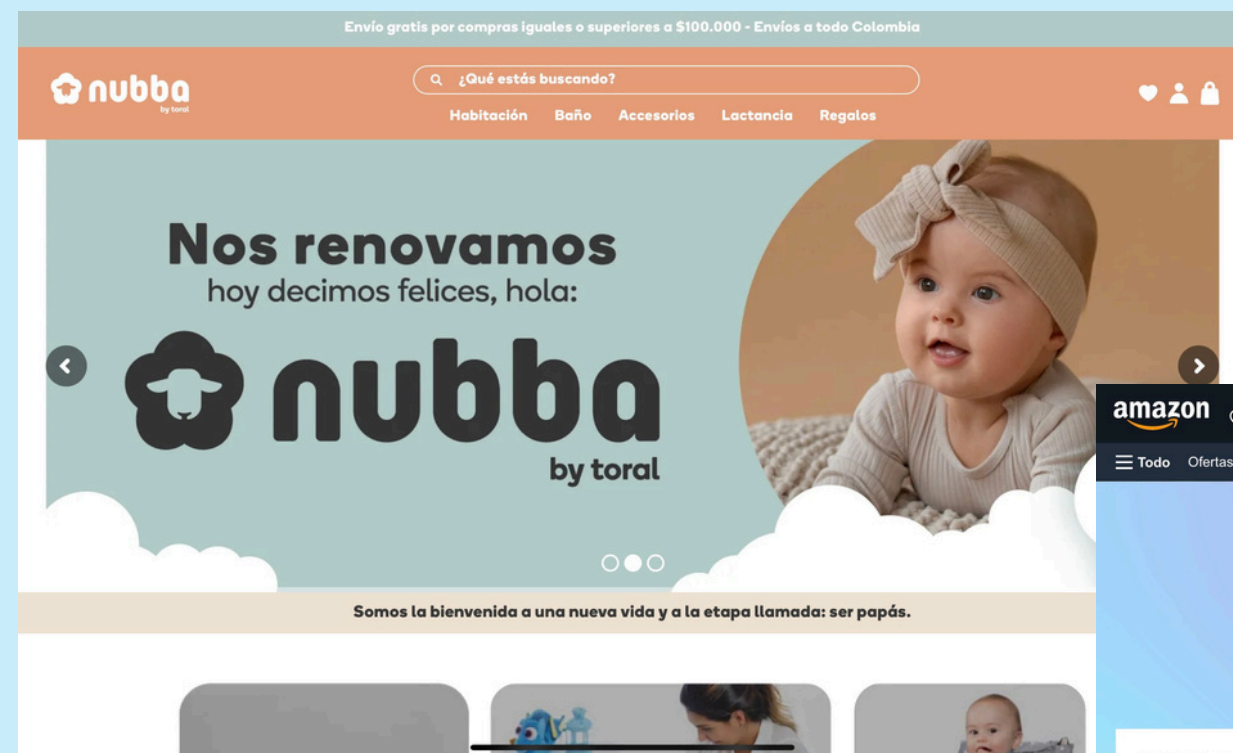 Envío gratis por compras iguales o superiores a $100.000 - Envíos a todo Colombia
nubba
by toral
¿Qué estás buscando?
Habitación Baño Accesorios Lactancia Regalos
Nos renovamos
hoy decimos felices, hola:
nubba
by toral
Somos la bienvenida a una nueva vida y a la etapa llamada: ser papás.
amazon
Todo Ofertas